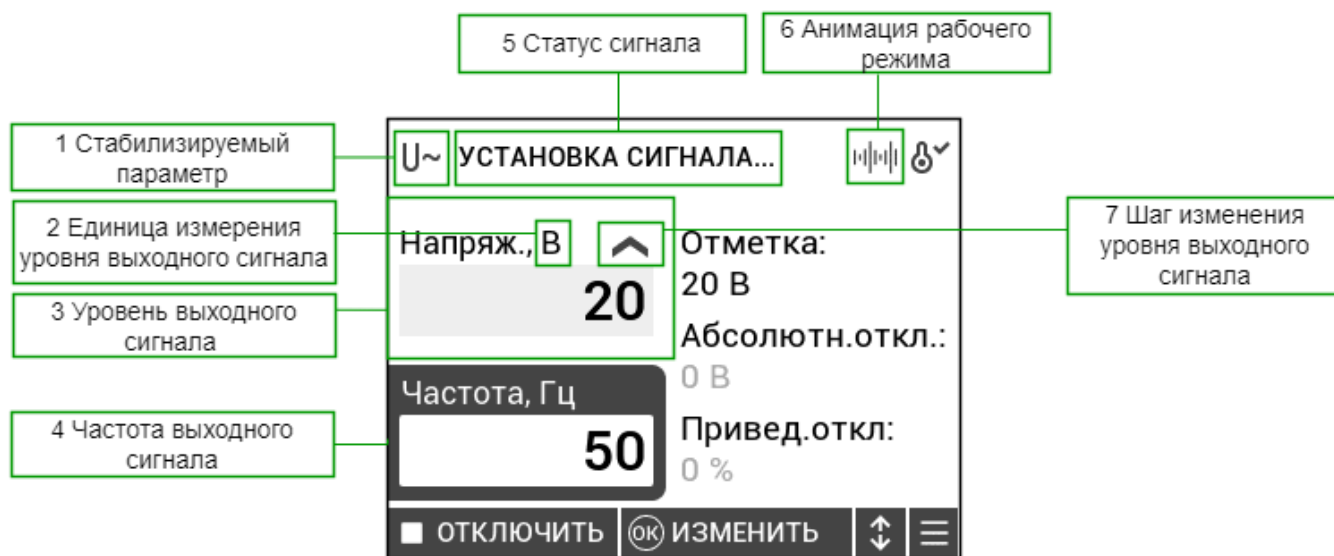 5 Статус сигнала
6 Анимация рабочего
режима
1 Стабилизируемый
параметр
2 Единица измерения
уровня выходного сигнала
3 Уровень выходного
сигнала
4 Частота выходного
сигнала
7 Шаг изменения
уровня выходного
сигнала
U~ УСТАНОВКА СИГНАЛА...
Напряж., В
20
Отметка:
20 В
Абсолютн.откл.:
0 В
Частота, Гц
50
Привед.откл:
0 %
ОТКЛЮЧИТЬ
OK ИЗМЕНИТЬ